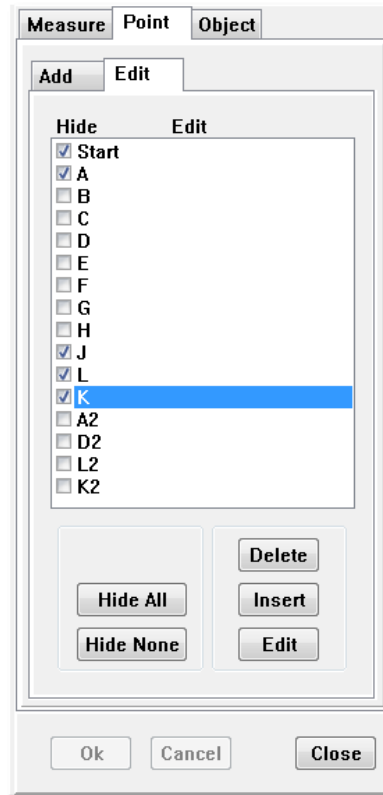 Measure Point Object
Add Edit
Hide Edit
Start
A
B
C
D
E
F
G
H
J
L
K
A2
D2
L2
K2
Delete
Hide All Insert
Hide None Edit
Ok Cancel Close